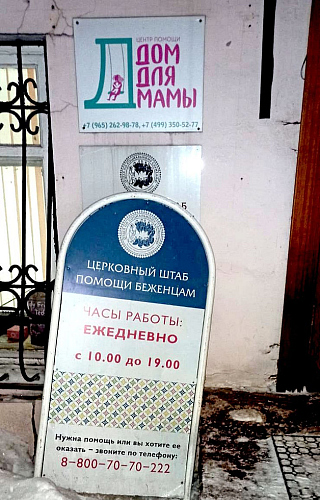 ЦЕНТР ПОМОЩИ
ДОМ
ДЛЯ
МАМЫ
+7 (965) 262-98-78, +7 (499) 350-52-77
ЦЕРКОВНЫЙ ШТАБ
ПОМОЩИ БЕЖЕНЦАМ
ЧАСЫ РАБОТЫ:
ЕЖЕДНЕВНО
с 10.00 до 19.00
Нужна помощь или вы хотите ее
оказать – звоните по телефону:
8-800-70-70-222